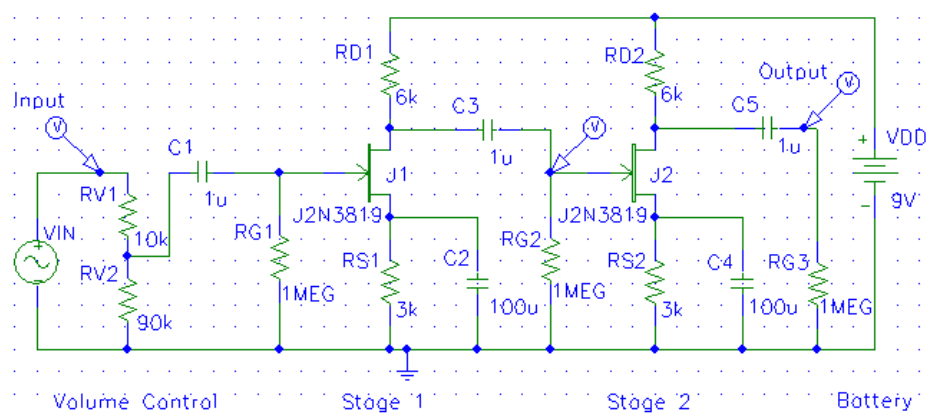 RD1
6k
RD2
6k
Output
V
Input
V
C3
1u
V
C5
1u
+
VDD
-
9V
C1
1u
J1
J2N3819
J2
J2N3819
RV1
10k
VIN
+
RV2
90k
RG1
1MEG
RS1
3k
C2
100u
RG2
1MEG
RS2
3k
C4
100u
RG3
1MEG
Volume Control
Stage 1
Stage 2
Battery